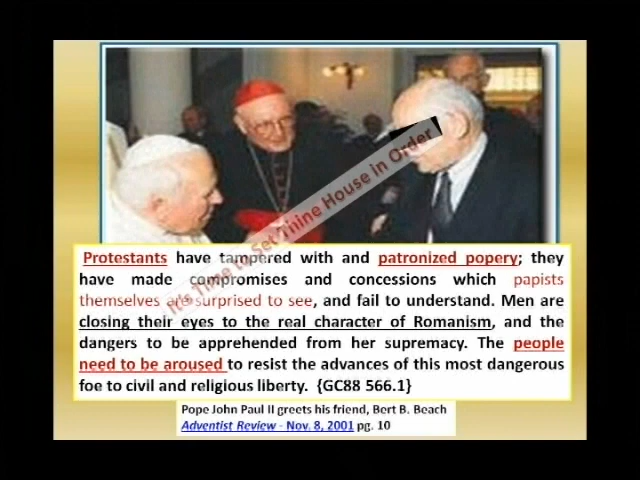 It's Time to Set Thine House in Order
Protestants have tampered with and patronized popery; they
have made compromises and concessions which papists
themselves are surprised to see, and fail to understand. Men are
closing their eyes to the real character of Romanism, and the
dangers to be apprehended from her supremacy. The people
need to be aroused to resist the advances of this most dangerous
foe to civil and religious liberty. {GC88 566.1}
Pope John Paul II greets his friend, Bert B. Beach
Adventist Review - Nov. 8, 2001 pg. 10